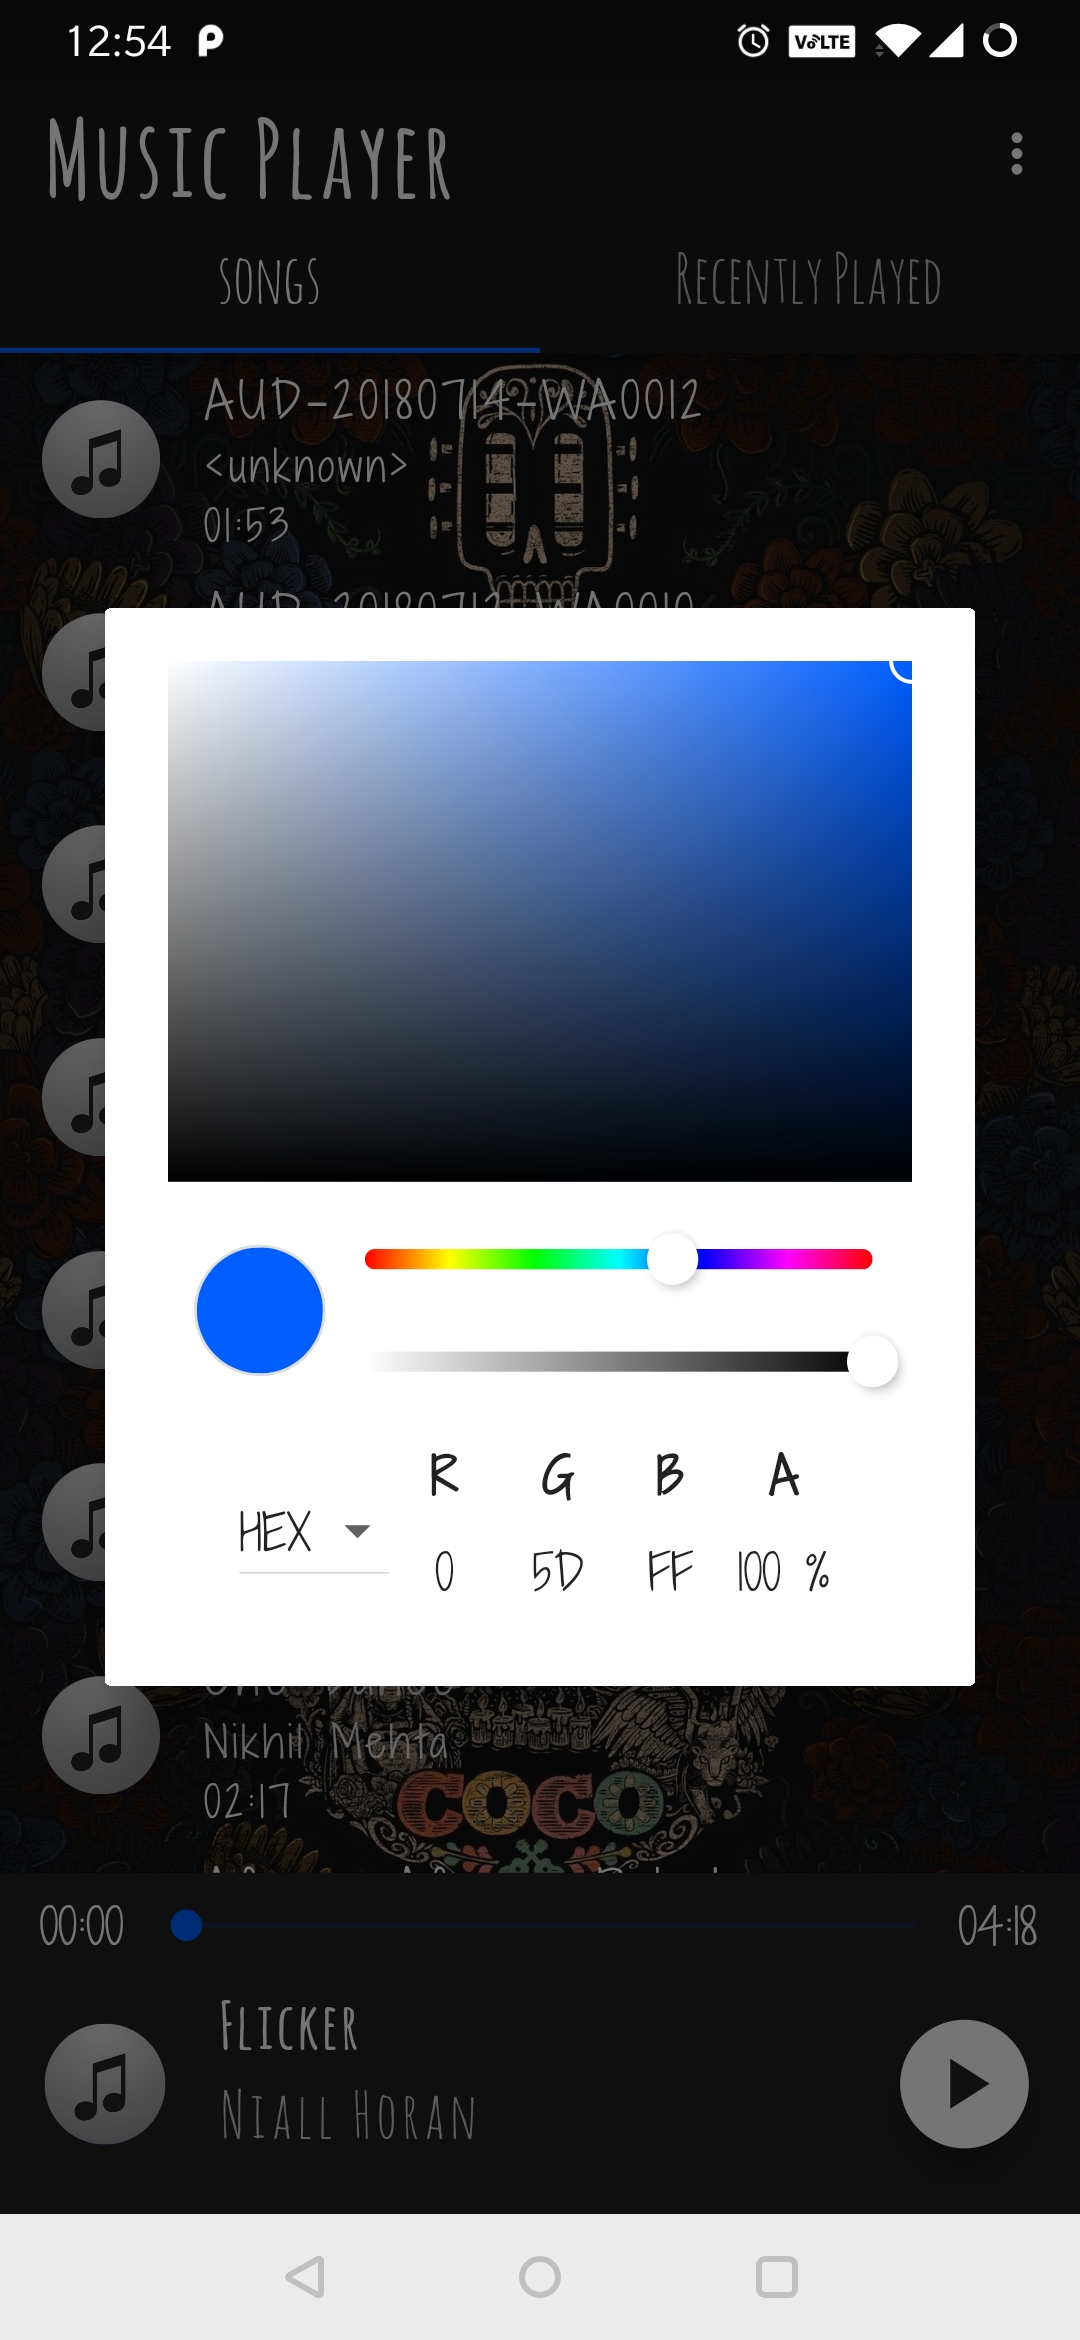 12:54 VoLTE
Music Player
SONGS Recently Played
AUD-20180714-WA0012
<unknown>
01:53
HEX
R G B A
0 5D FF 100 %
Nikhil Mehta
02:17
COCO
00:00 04:18
Flicker
Niall Horan